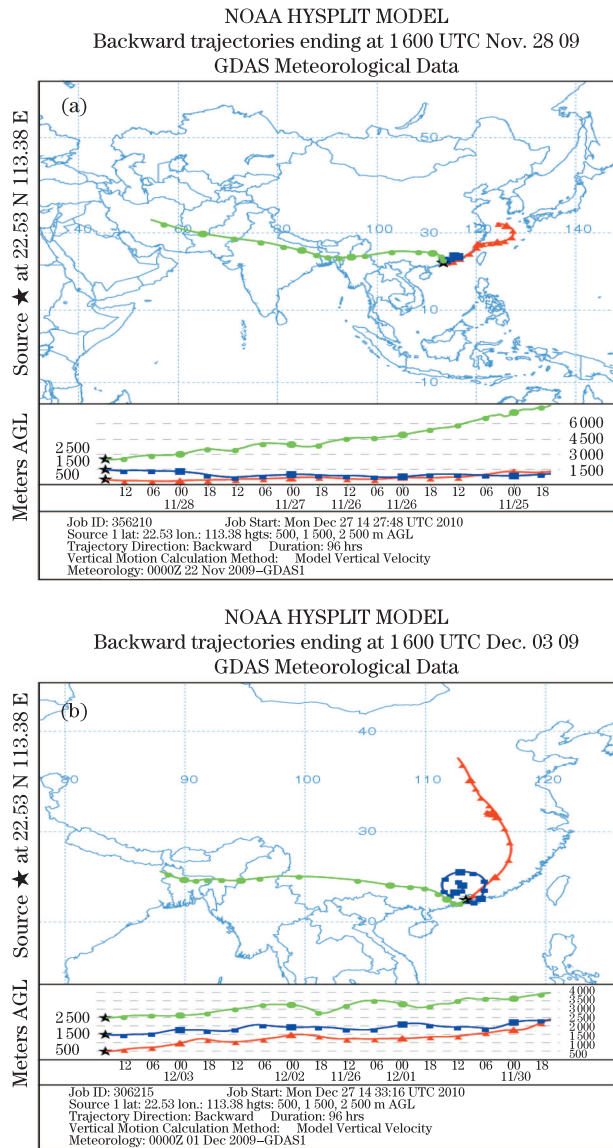 NOAA HYSPLIT MODEL
Backward trajectories ending at 1 600 UTC Nov. 28 09
GDAS Meteorological Data
(a)
Source ★ at 22.53 N 113.38 E
50
40 60 80 100 120 30 140
10
-10
Meters AGL
2 500
1 500
500
6 000
4 500
3 000
1 500
12 06 00 18 12 06 00 18 12 06 00 18 12 06 00 18
11/28 11/27 11/26 11/26 11/25
Job ID: 356210 Job Start: Mon Dec 27 14 27:48 UTC 2010
Source 1 lat: 22.53 lon.: 113.38 hgts: 500, 1 500, 2 500 m AGL
Trajectory Direction: Backward Duration: 96 hrs
Vertical Motion Calculation Method: Model Vertical Velocity
Meteorology: 0000Z 22 Nov 2009–GDAS1
NOAA HYSPLIT MODEL
Backward trajectories ending at 1 600 UTC Dec. 03 09
GDAS Meteorological Data
(b)
Source ★ at 22.53 N 113.38 E
40
80 90 100 110 120
30
20
Meters AGL
2 500
1 500
500
4 000
3 500
3 000
2 500
2 000
1 500
1 000
500
12 06 00 18 12 06 00 18 12 06 00 18 12 06 00 18
12/03 12/02 11/26 12/01 11/30
Job ID: 306215 Job Start: Mon Dec 27 14 33:16 UTC 2010
Source 1 lat: 22.53 lon.: 113.38 hgts: 500, 1 500, 2 500 m AGL
Trajectory Direction: Backward Duration: 96 hrs
Vertical Motion Calculation Method: Model Vertical Velocity
Meteorology: 0000Z 01 Dec 2009–GDAS1